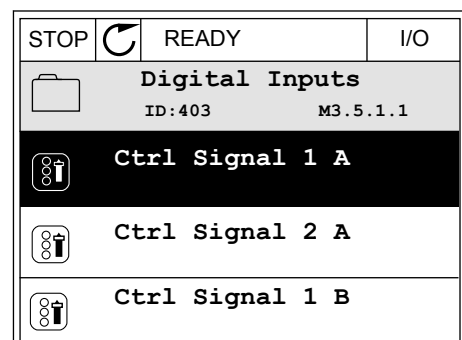 STOP READY I/O
Digital Inputs
ID:403 M3.5.1.1
Ctrl Signal 1 A
Ctrl Signal 2 A
Ctrl Signal 1 B